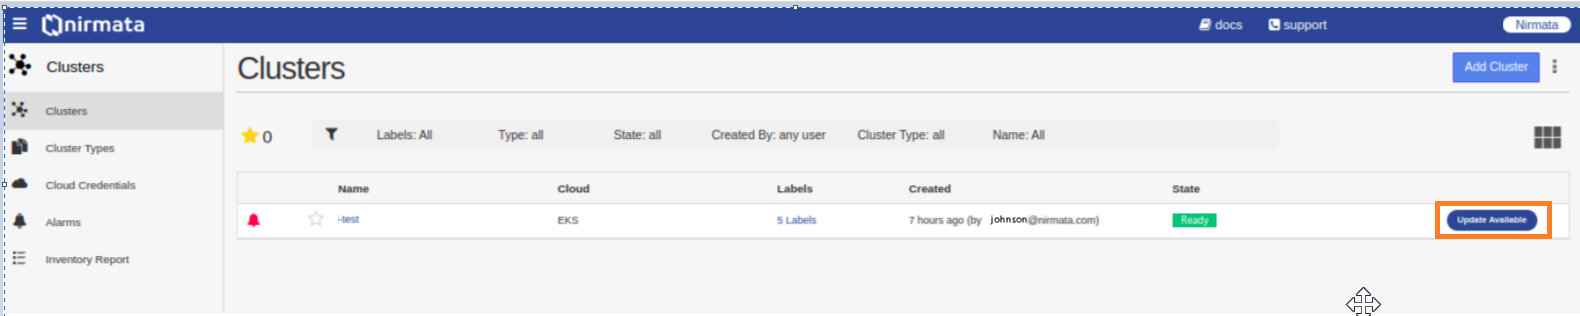 nirmata docs support Nirmata
Clusters
Clusters
Add Cluster
Clusters
Cluster Types
Cloud Credentials
Alarms
Inventory Report
0 Labels: All Type: all State: all Created By: any user Cluster Type: all Name: All
Name Cloud Labels Created State
-test EKS 5 Labels 7 hours ago (by johnson@nirmata.com) Ready Update Available